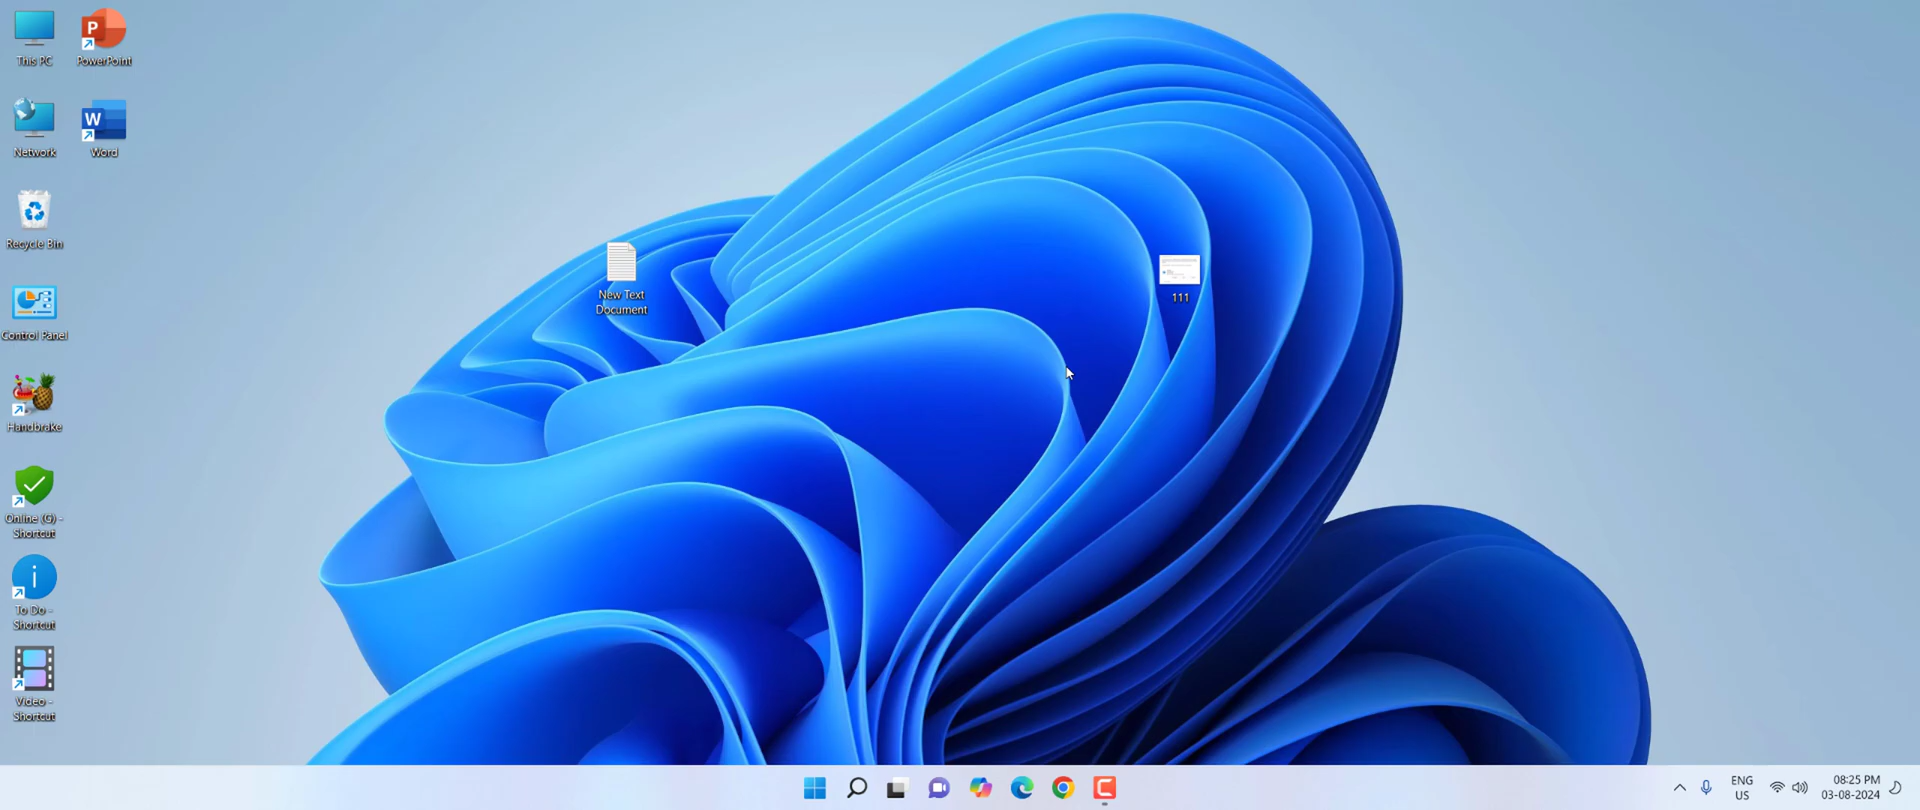 This PC
PowerPoint
Network
Word
Recycle Bin
Control Panel
Handbrake
Online (G) -
Shortcut
To Do -
Shortcut
Video -
Shortcut
New Text
Document
111
ENG
US
08:25 PM
03-08-2024